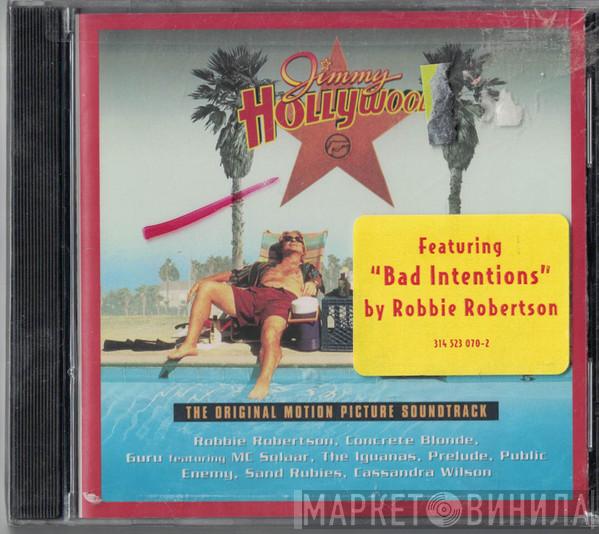 Jimmy
HOLLYWOOD
Featuring
"Bad Intentions"
by Robbie Robertson
314 523 070-2
THE ORIGINAL MOTION PICTURE SOUNDTRACK
Robbie Robertson, Concrete Blonde,
Guru featuring MC Solaar, The Iguanas, Prelude, Public
Enemy, Sand Rubies, Cassandra Wilson
МАРКЕТ ВИНИЛА